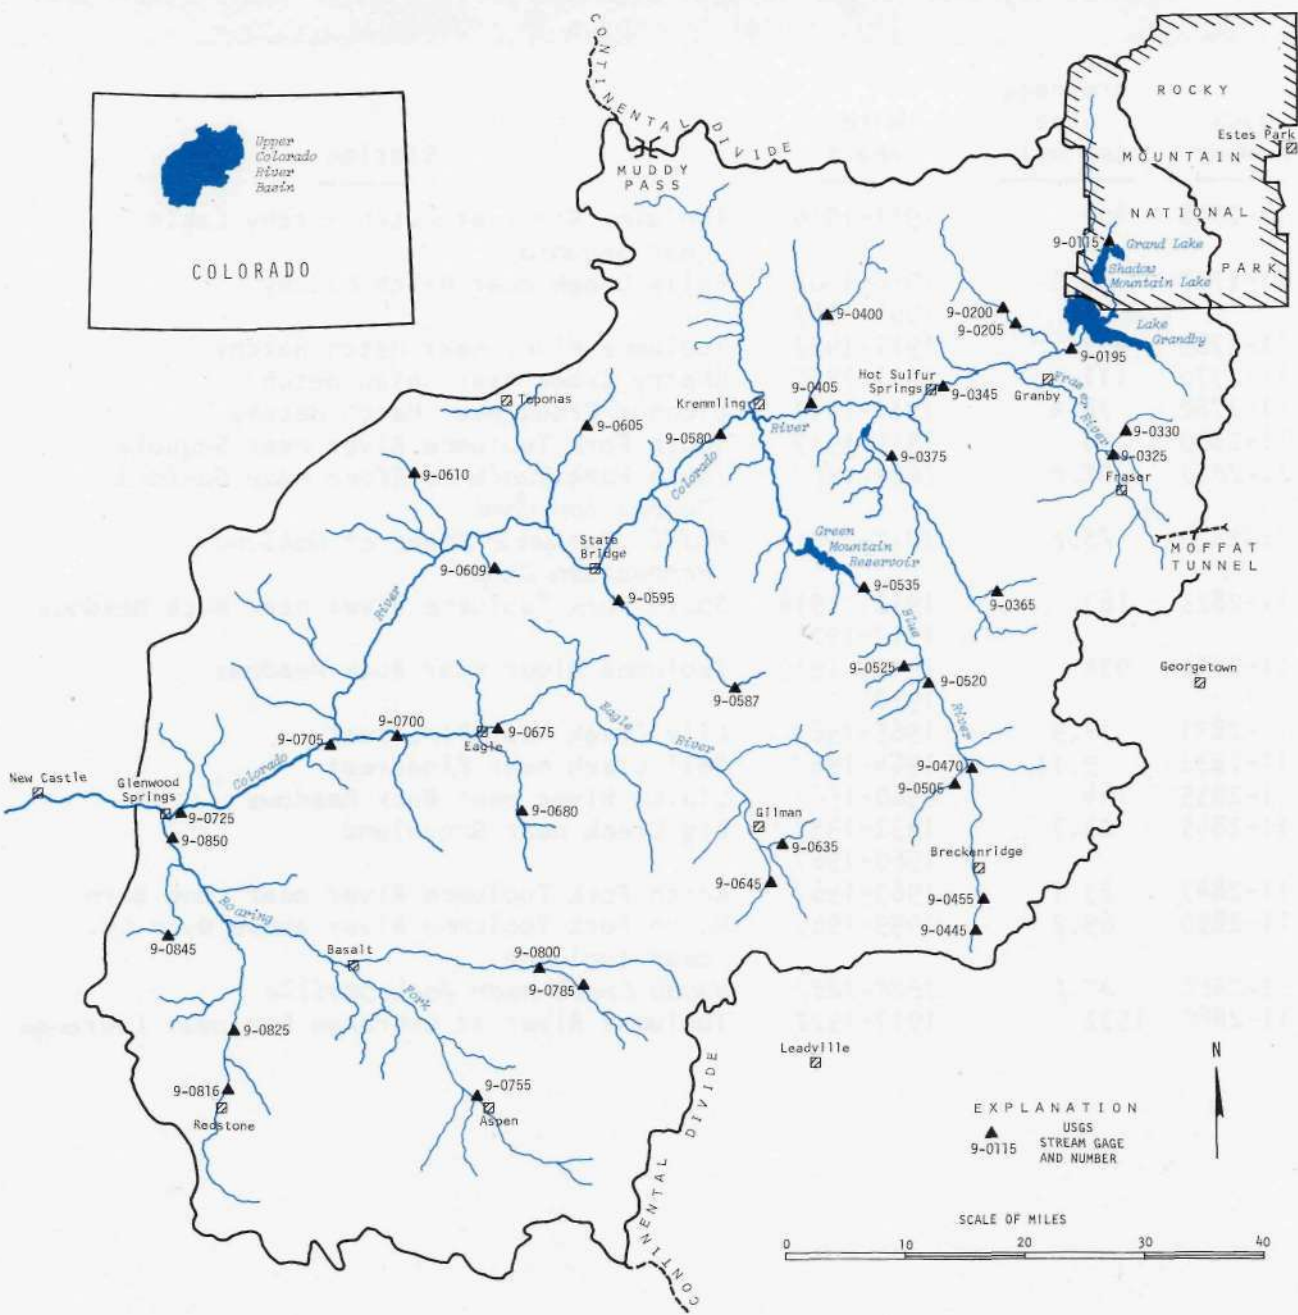 CONTINENTAL DIVIDE
MUDDY
PASS
ROCKY
MOUNTAIN
NATIONAL
PARK
Estes Park
Upper
Colorado
River
Basin
COLORADO
9-0115
Grand Lake
Shadow
Mountain Lake
Lake
Granby
9-0400
9-0200
9-0205
9-0195
Hot Sulfur
Springs
9-0345
Granby
Fraser River
9-0405
Kremmling
River
Toponas
9-0605
9-0580
9-0330
9-0325
Fraser
9-0375
9-0610
Colorado
State
Bridge
Green
Mountain
Reservoir
MOFFAT
TUNNEL
9-0609
9-0535
9-0365
River
9-0595
Blue
9-0525
9-0520
Georgetown
9-0587
9-0700
9-0675
Eagle
River
River
9-0705
Eagle
Colorado
9-0470
New Castle
Glenwood
Springs
9-0505
9-0725
9-0680
Gilman
9-0850
9-0635
Breckenridge
9-0645
9-0455
Roaring
9-0445
9-0845
Basalt
9-0800
Fork
9-0785
9-0825
Leadville
9-0816
9-0755
Redstone
Aspen
CONTINENTAL DIVIDE
N
EXPLANATION
9-0115
USGS
STREAM GAGE
AND NUMBER
SCALE OF MILES
0 10 20 30 40